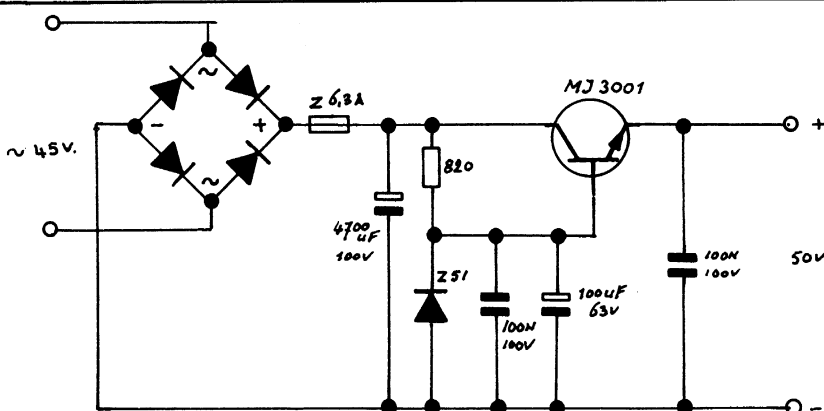 MJ 3001
Z 6,3A
~
- +
~ 45V.
~
+
820
4700
uF
100V
Z51
100N
100V
100uF
63V
100N
100V
50V
-